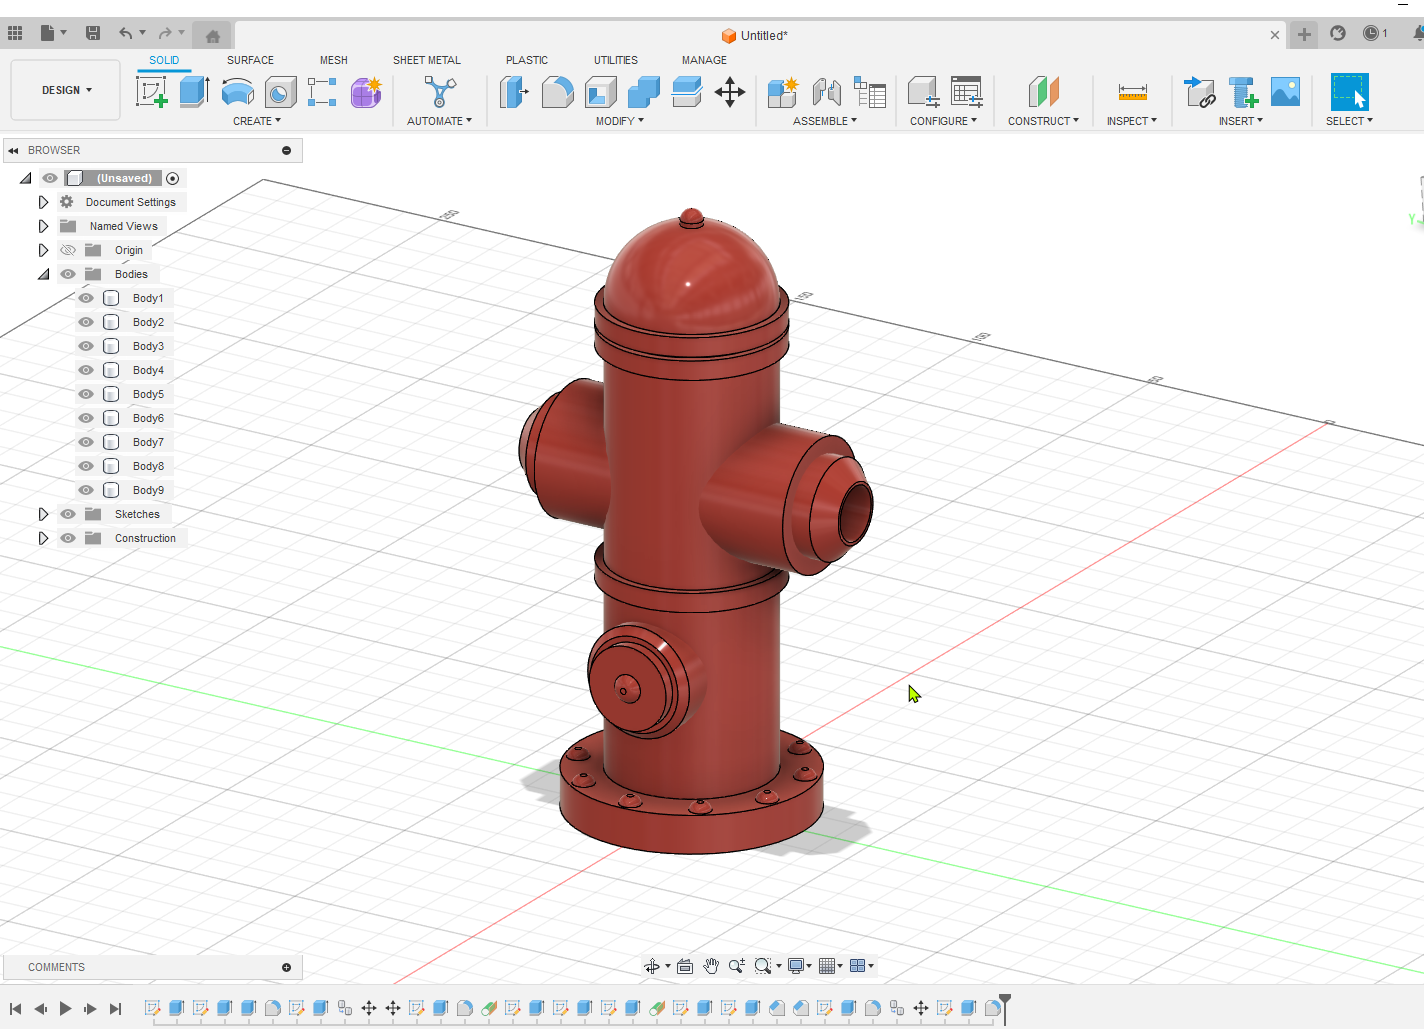 Untitled*
1
DESIGN
SOLID SURFACE MESH SHEET METAL PLASTIC UTILITIES MANAGE
CREATE AUTOMATE MODIFY ASSEMBLE CONFIGURE CONSTRUCT INSPECT INSERT SELECT
BROWSER
(Unsaved)
Document Settings
Named Views
Origin
Bodies
Body1
Body2
Body3
Body4
Body5
Body6
Body7
Body8
Body9
Sketches
Construction
Y
COMMENTS